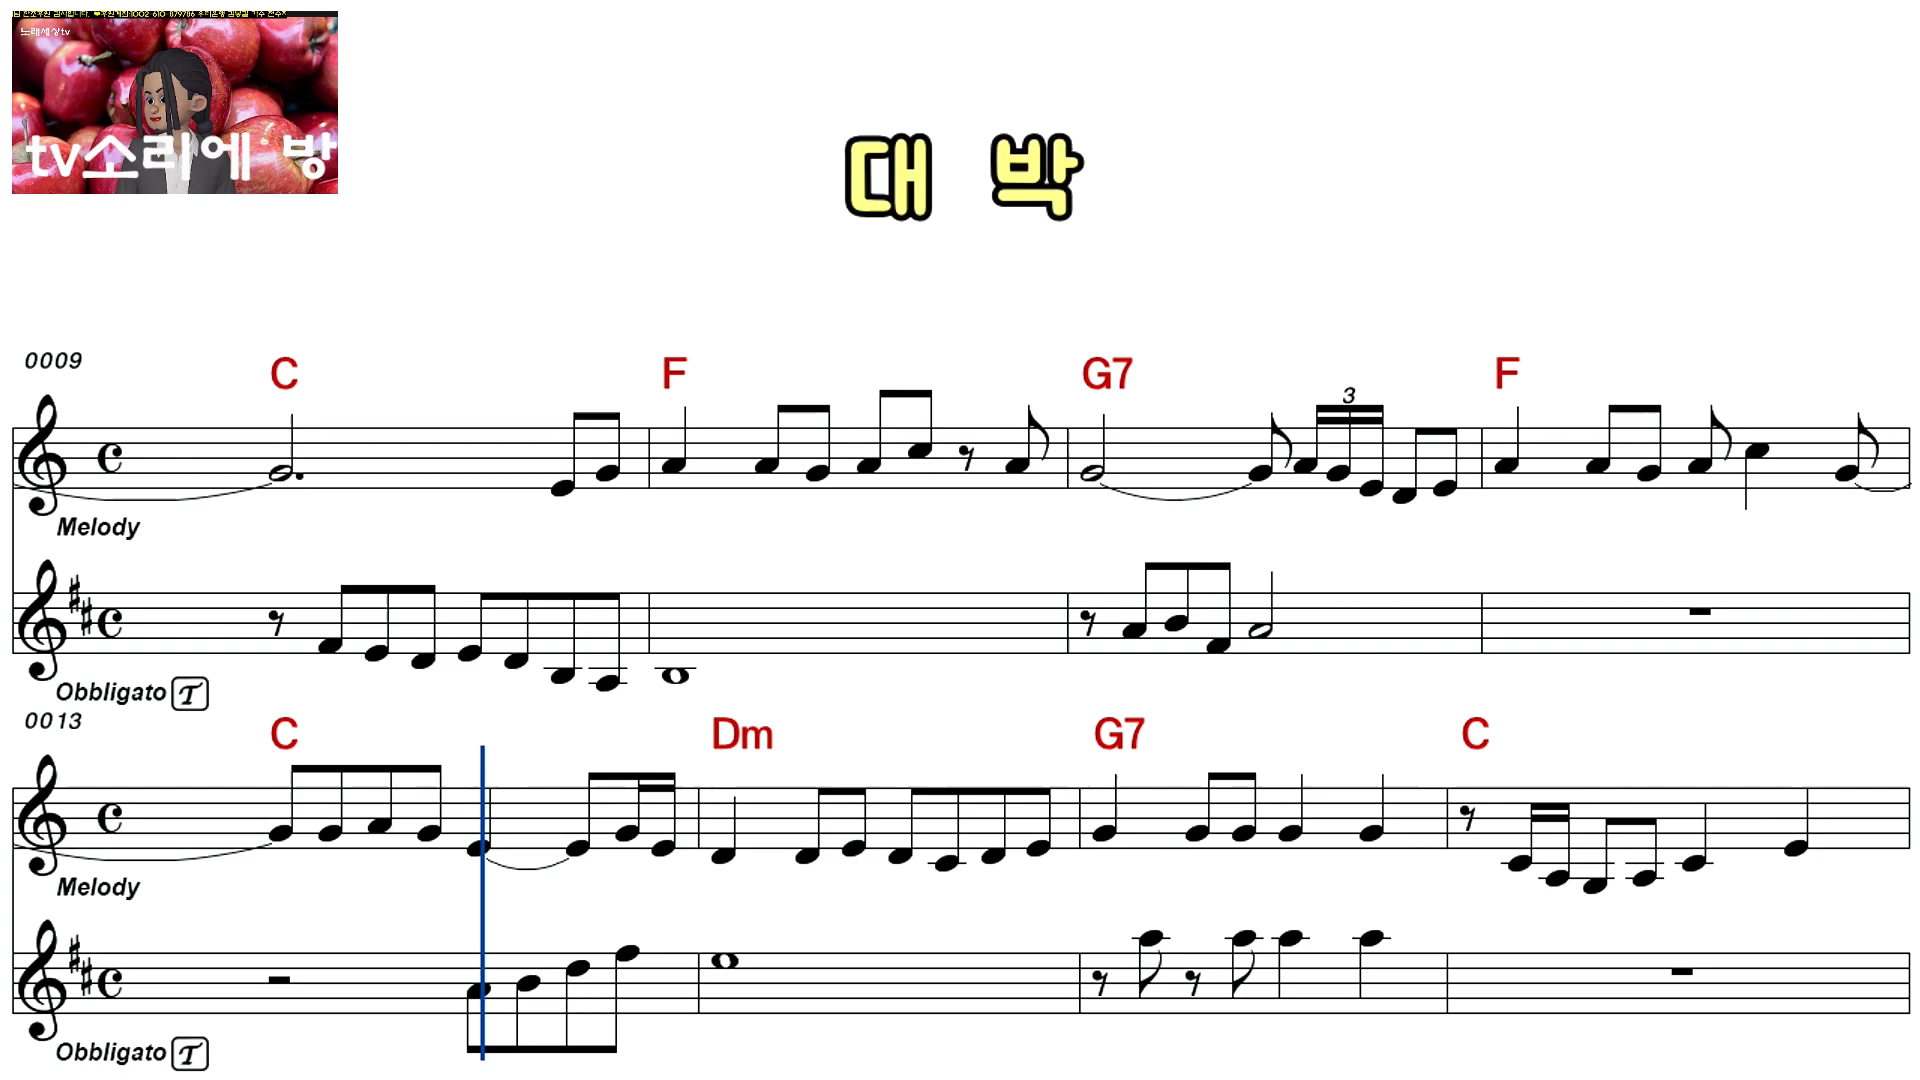 노래세상tv
tv소리에 방
대 박
0009
C F G7 F
3
Melody
Obbligato T
0013
C Dm G7 C
Melody
Obbligato T